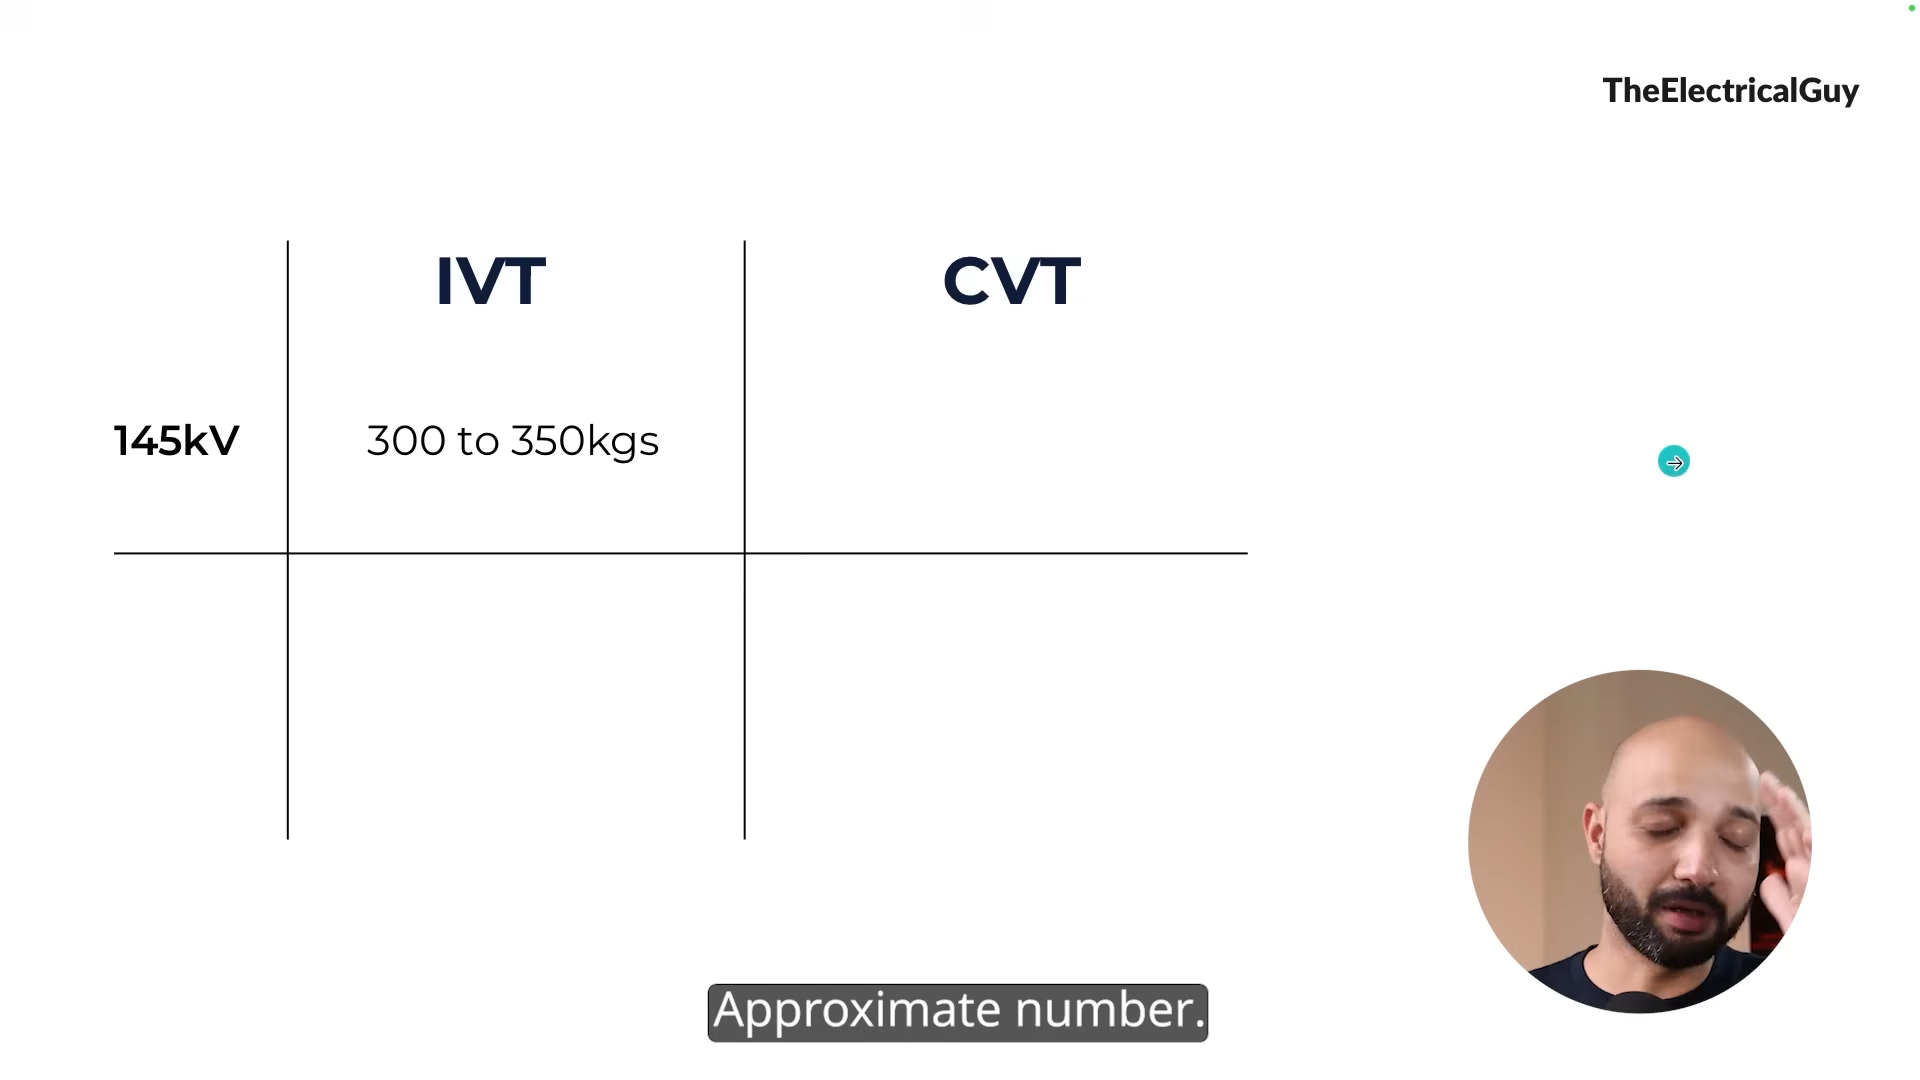 TheElectricalGuy
IVT
CVT
145kV
300 to 350kgs
Approximate number.